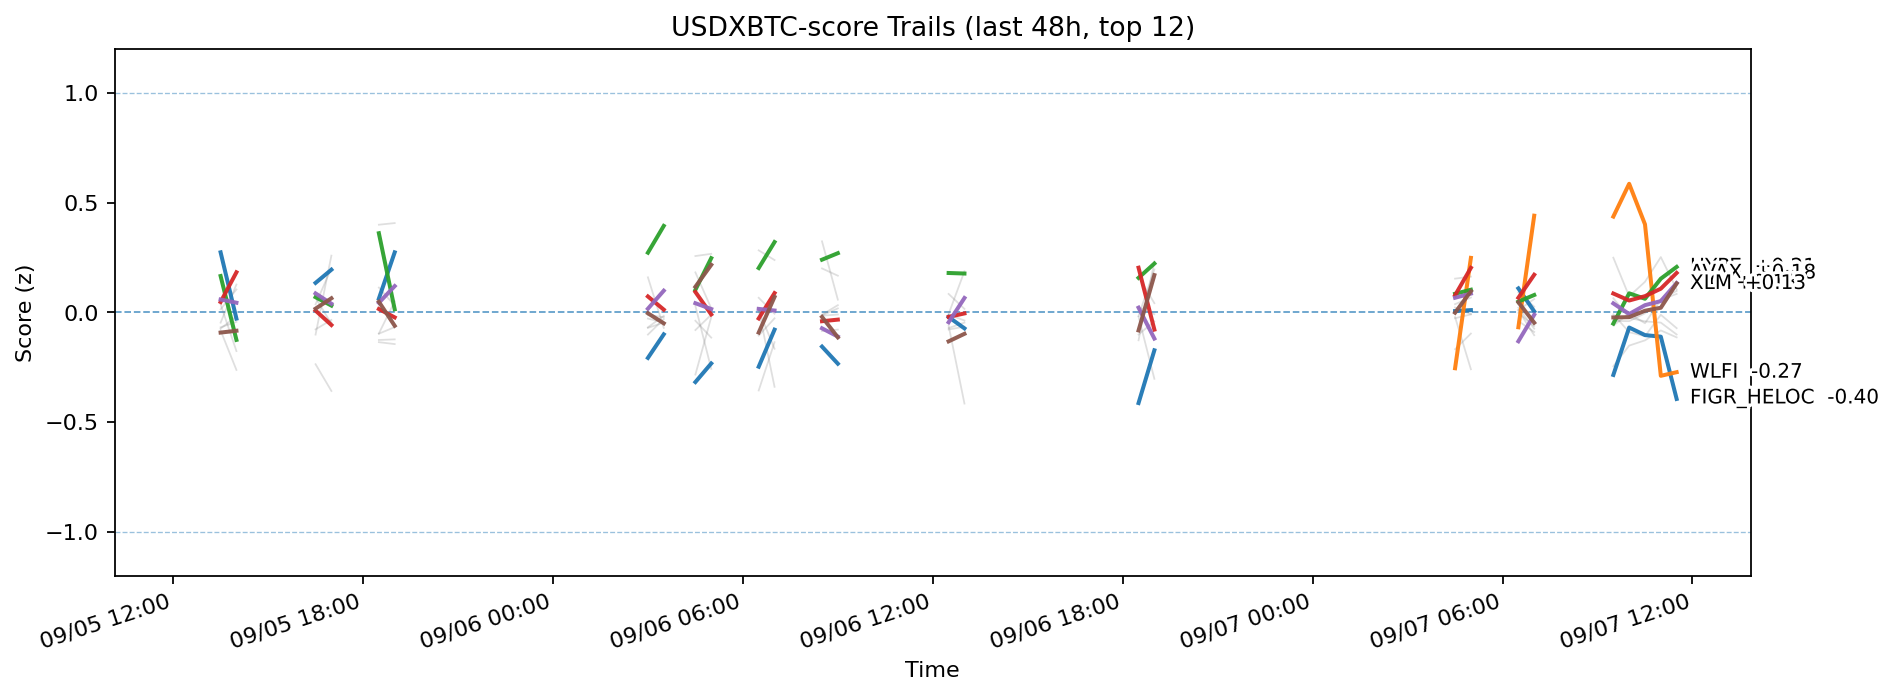 USDXBTC-score Trails (last 48h, top 12)
Score (z)
1.0
0.5
0.0
−0.5
−1.0
XLM +0.13
WLFI -0.27
FIGR_HELOC -0.40
09/05 12:00
09/05 18:00
09/06 00:00
09/06 06:00
09/06 12:00
09/06 18:00
09/07 00:00
09/07 06:00
09/07 12:00
Time